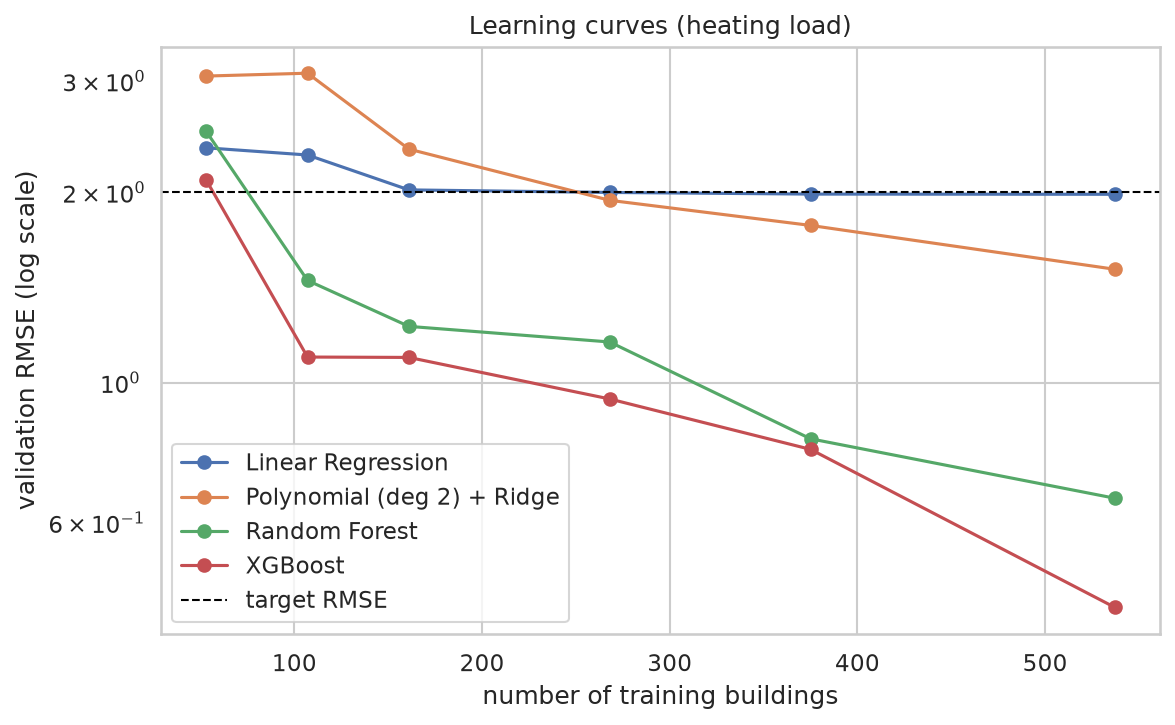 Learning curves (heating load)
validation RMSE (log scale)
3 × 10⁰
2 × 10⁰
10⁰
6 × 10⁻¹
Linear Regression
Polynomial (deg 2) + Ridge
Random Forest
XGBoost
target RMSE
100 200 300 400 500
number of training buildings